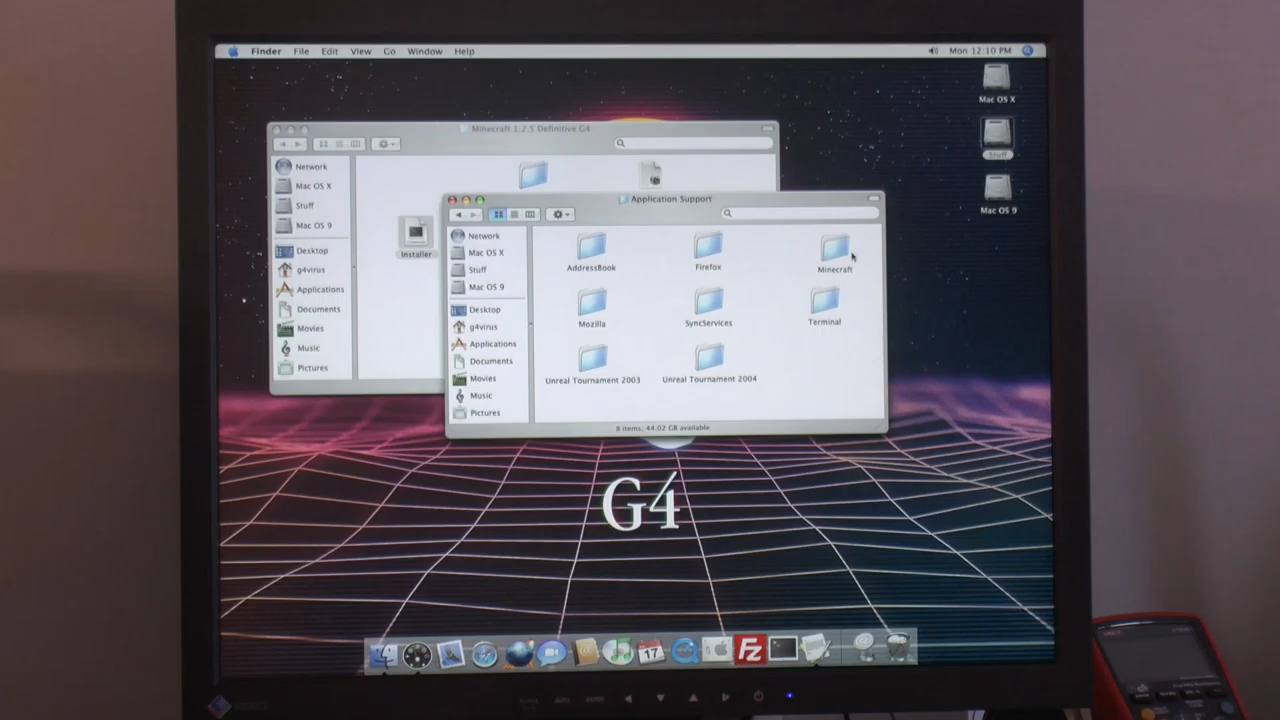 Finder File Edit View Go Window Help Mon 12:10 PM
Mac OS X
Stuff
Mac OS 9
Minecraft 1.2.5 Definitive G4
Network
Mac OS X
Stuff
Mac OS 9
Desktop
g4virus
Applications
Documents
Movies
Music
Pictures
Installer
Application Support
Network
Mac OS X
Stuff
Mac OS 9
Desktop
g4virus
Applications
Documents
Movies
Music
Pictures
AddressBook Firefox Minecraft
Mozilla SyncServices Terminal
Unreal Tournament 2003 Unreal Tournament 2004
8 items, 44.02 GB available
G4
17
FZ